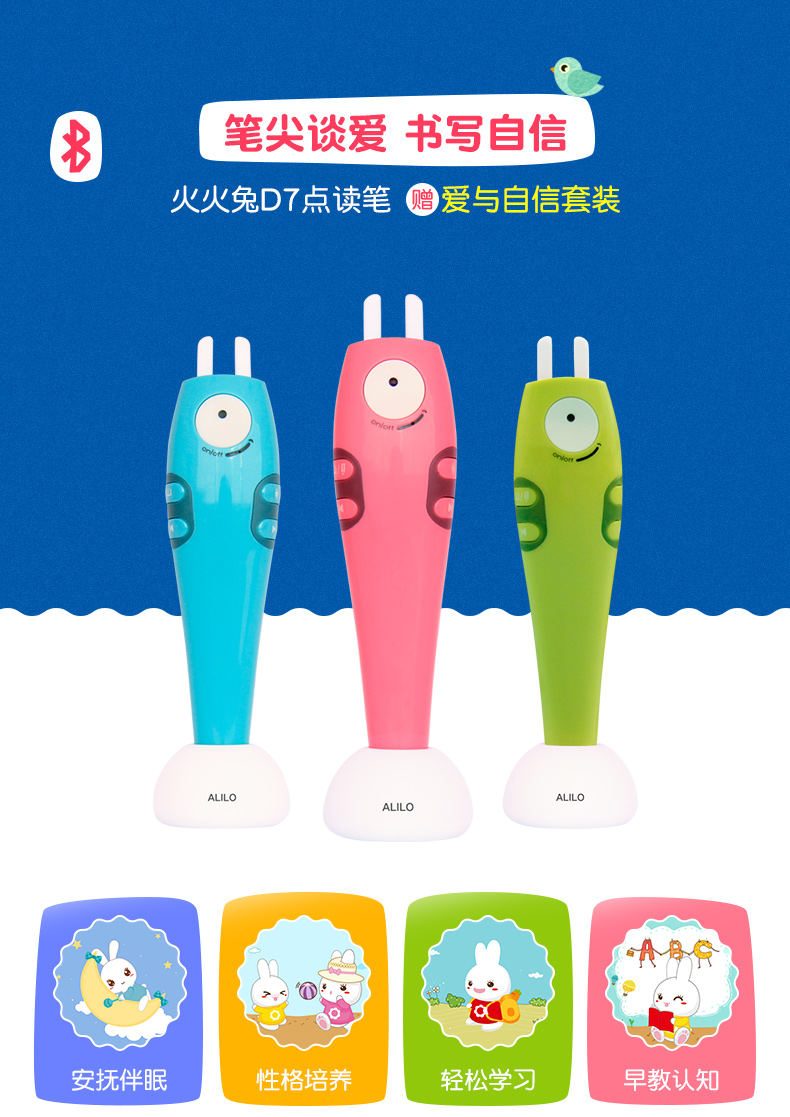 笔尖谈爱 书写自信
火火兔D7点读笔 赠 爱与自信套装
on/off
on/off
on/off
ALILO
ALILO
ALILO
ABC
安抚伴眠
性格培养
轻松学习
早教认知